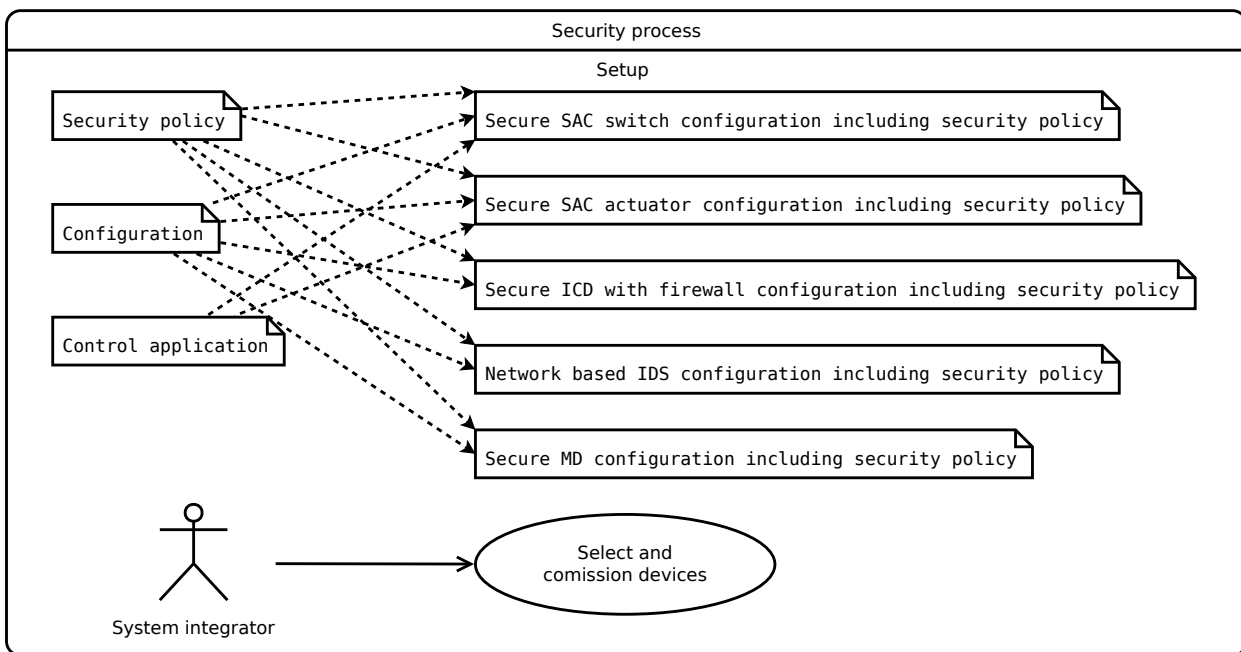 Security process
Setup
Security policy
Secure SAC switch configuration including security policy
Secure SAC actuator configuration including security policy
Configuration
Secure ICD with firewall configuration including security policy
Control application
Network based IDS configuration including security policy
Secure MD configuration including security policy
Select and
comission devices
System integrator